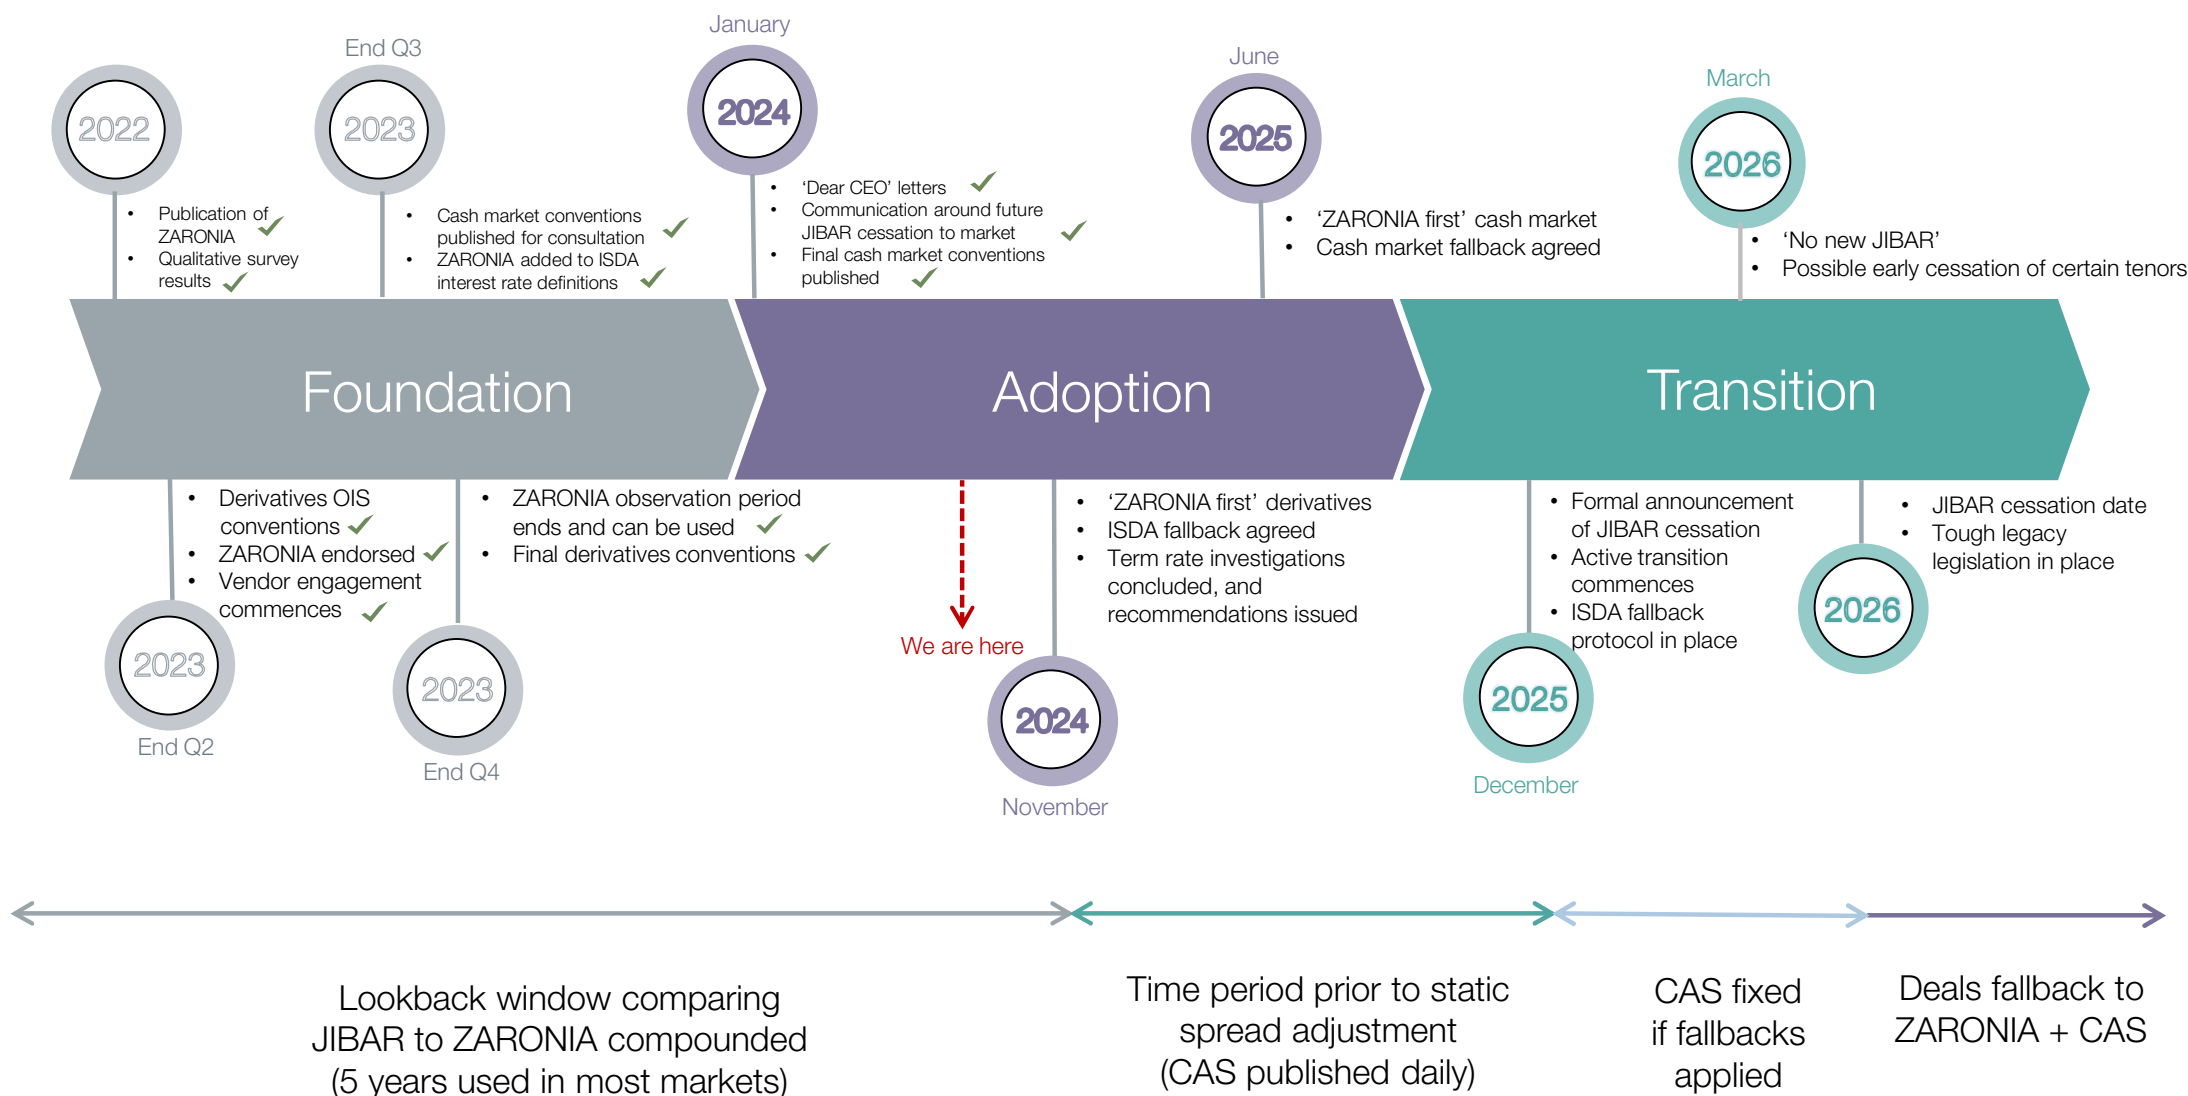 January
End Q3
June
March
2022
2023
2024
2025
2026
• Publication of
ZARONIA
• Qualitative survey
results
• Cash market conventions
published for consultation
• ZARONIA added to ISDA
interest rate definitions
• ‘Dear CEO’ letters
• Communication around future
JIBAR cessation to market
• Final cash market conventions
published
• ‘ZARONIA first’ cash market
• Cash market fallback agreed
• ‘No new JIBAR’
• Possible early cessation of certain tenors
Foundation
Adoption
Transition
• Derivatives OIS
conventions
• ZARONIA endorsed
• Vendor engagement
commences
• ZARONIA observation period
ends and can be used
• Final derivatives conventions
We are here
• ‘ZARONIA first’ derivatives
• ISDA fallback agreed
• Term rate investigations
concluded, and
recommendations issued
• Formal announcement
of JIBAR cessation
• Active transition
commences
• ISDA fallback
protocol in place
• JIBAR cessation date
• Tough legacy
legislation in place
2023
End Q2
2023
End Q4
2024
November
2025
December
2026
Lookback window comparing
JIBAR to ZARONIA compounded
(5 years used in most markets)
Time period prior to static
spread adjustment
(CAS published daily)
CAS fixed
if fallbacks
applied
Deals fallback to
ZARONIA + CAS